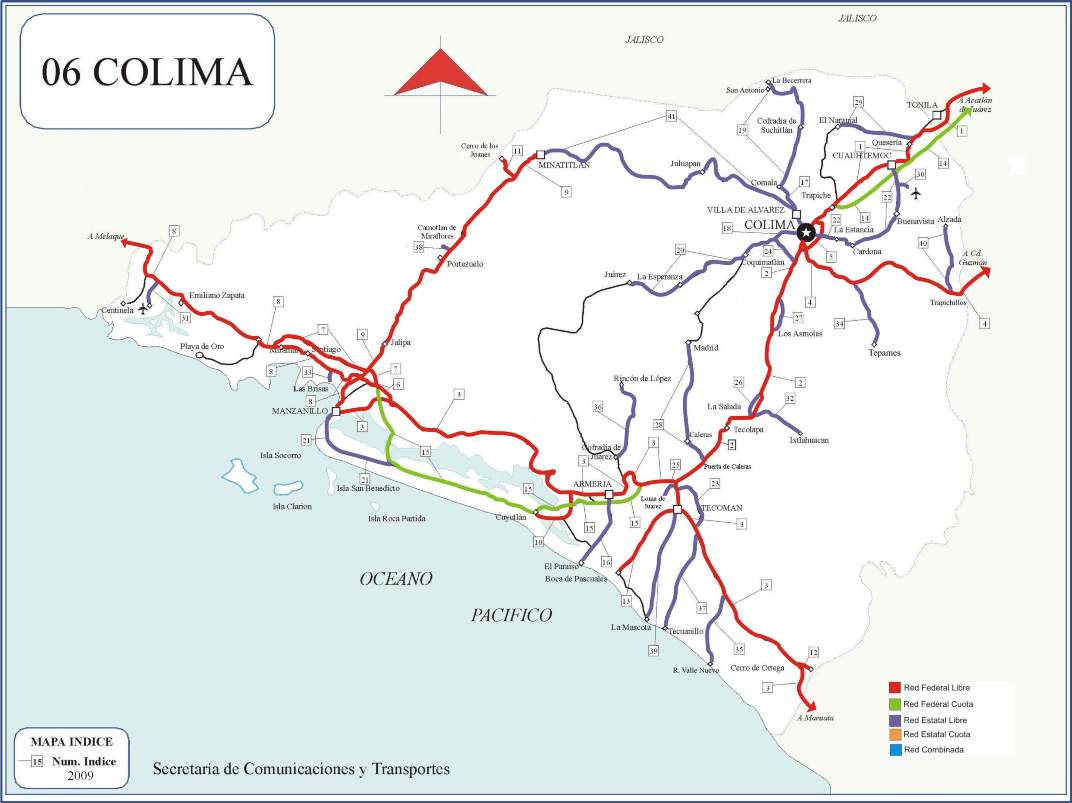 JALISCO
JALISCO
06 COLIMA
La Becerrera
San Antonio
TONILA
A Acatlán
de Juárez
29
41
El Naranjal
Cofradia de
Suchitlán
19
1
1
Quesería
Cerro de los
Juanes
11
MINATITLÁN
CUAUHTEMOC
14
Juluapan
30
9
Comala
17
Trapiche
22
VILLA DE ALVAREZ
22
14
Buenavista
Alzada
8
18
COLIMA
La Estancia
A Melaque
Camotlan de
Miraflores
38
Portezuelo
20
24
Coquimatlán
5
Cardona
40
A Cd.
Guzmán
2
Juárez
La Esperanza
Emiliano Zapata
8
4
Trapichillos
Centinela
31
27
34
4
7
9
Los Asmoles
Playa de Oro
Miramar
Santiago
Jalipa
Madrid
Tepames
8
33
7
Las Brisas
6
Rincón de López
26
2
8
3
32
MANZANILLO
36
La Salada
3
28
Tecolapa
21
Caleras
Ixtlahuacan
Cofradia de
Juárez
3
2
Isla Socorro
15
3
25
Puerta de Caleras
21
ARMERIA
23
Isla San Benedicto
15
Loma de
Juarez
TECOMAN
Isla Clarion
Isla Roca Partida
Cuyutlán
15
15
3
10
El Paraiso
16
OCEANO
Boca de Pascuales
3
13
37
PACIFICO
La Mascota
Tecuanillo
39
35
12
R. Valle Nuevo
Cerro de Ortega
3
A Maruata
Red Federal Libre
Red Federal Cuota
Red Estatal Libre
Red Estatal Cuota
Red Combinada
MAPA INDICE
15 Num. Indice
2009
Secretaría de Comunicaciones y Transportes